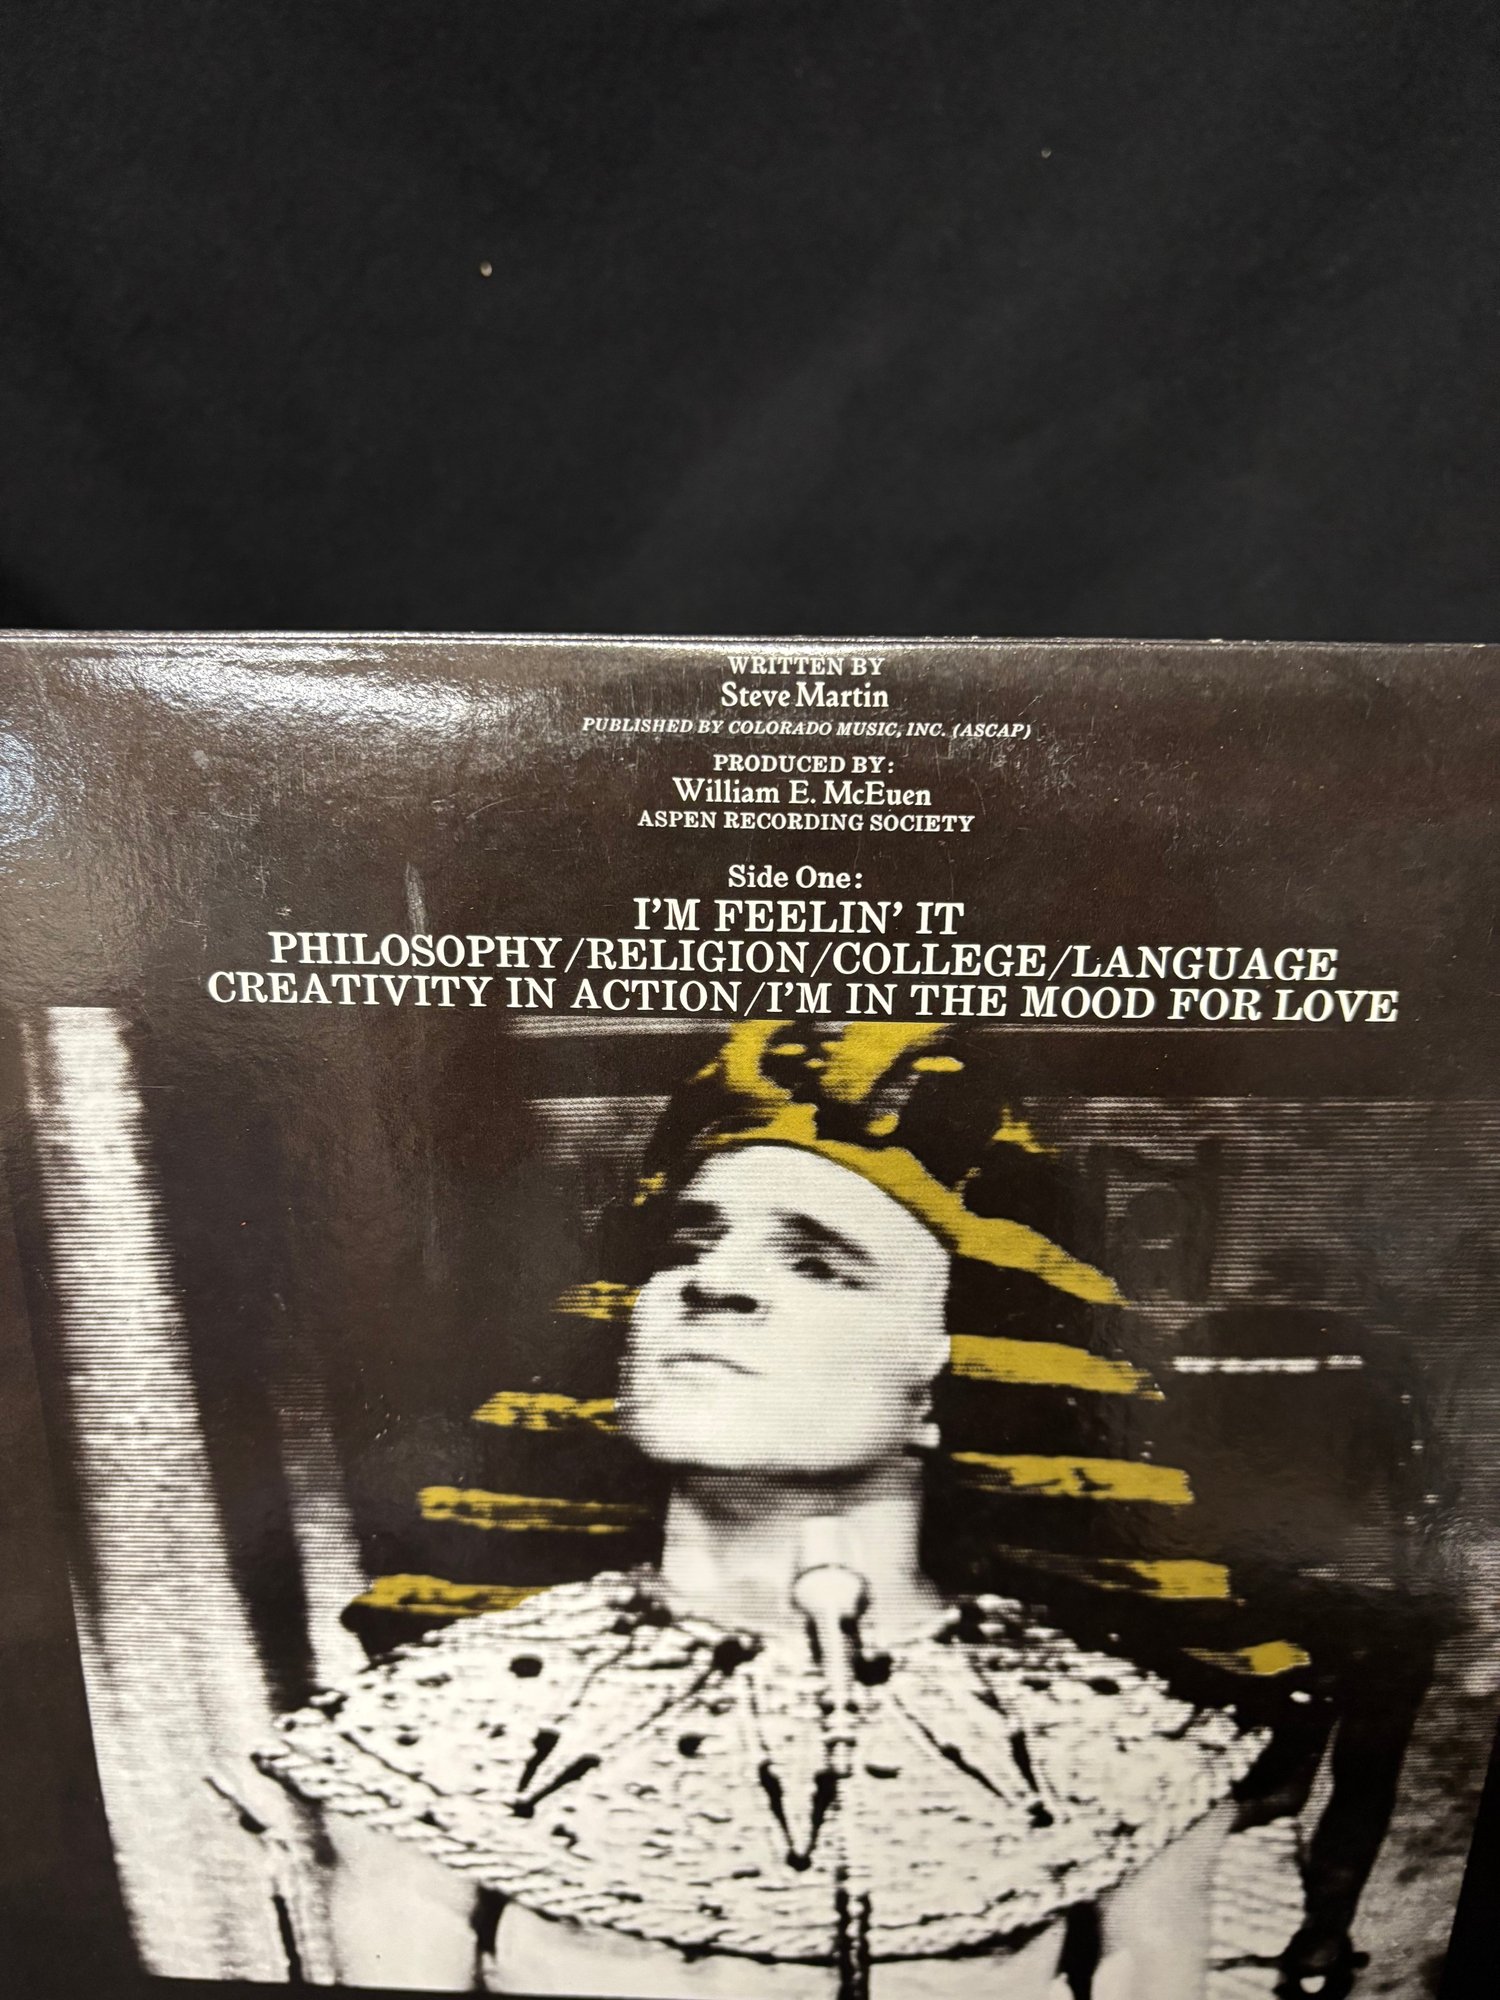 WRITTEN BY
Steve Martin
PUBLISHED BY COLORADO MUSIC, INC. (ASCAP)
PRODUCED BY:
William E. McEuen
ASPEN RECORDING SOCIETY
Side One:
I'M FEELIN' IT
PHILOSOPHY/RELIGION/COLLEGE/LANGUAGE
CREATIVITY IN ACTION/I'M IN THE MOOD FOR LOVE